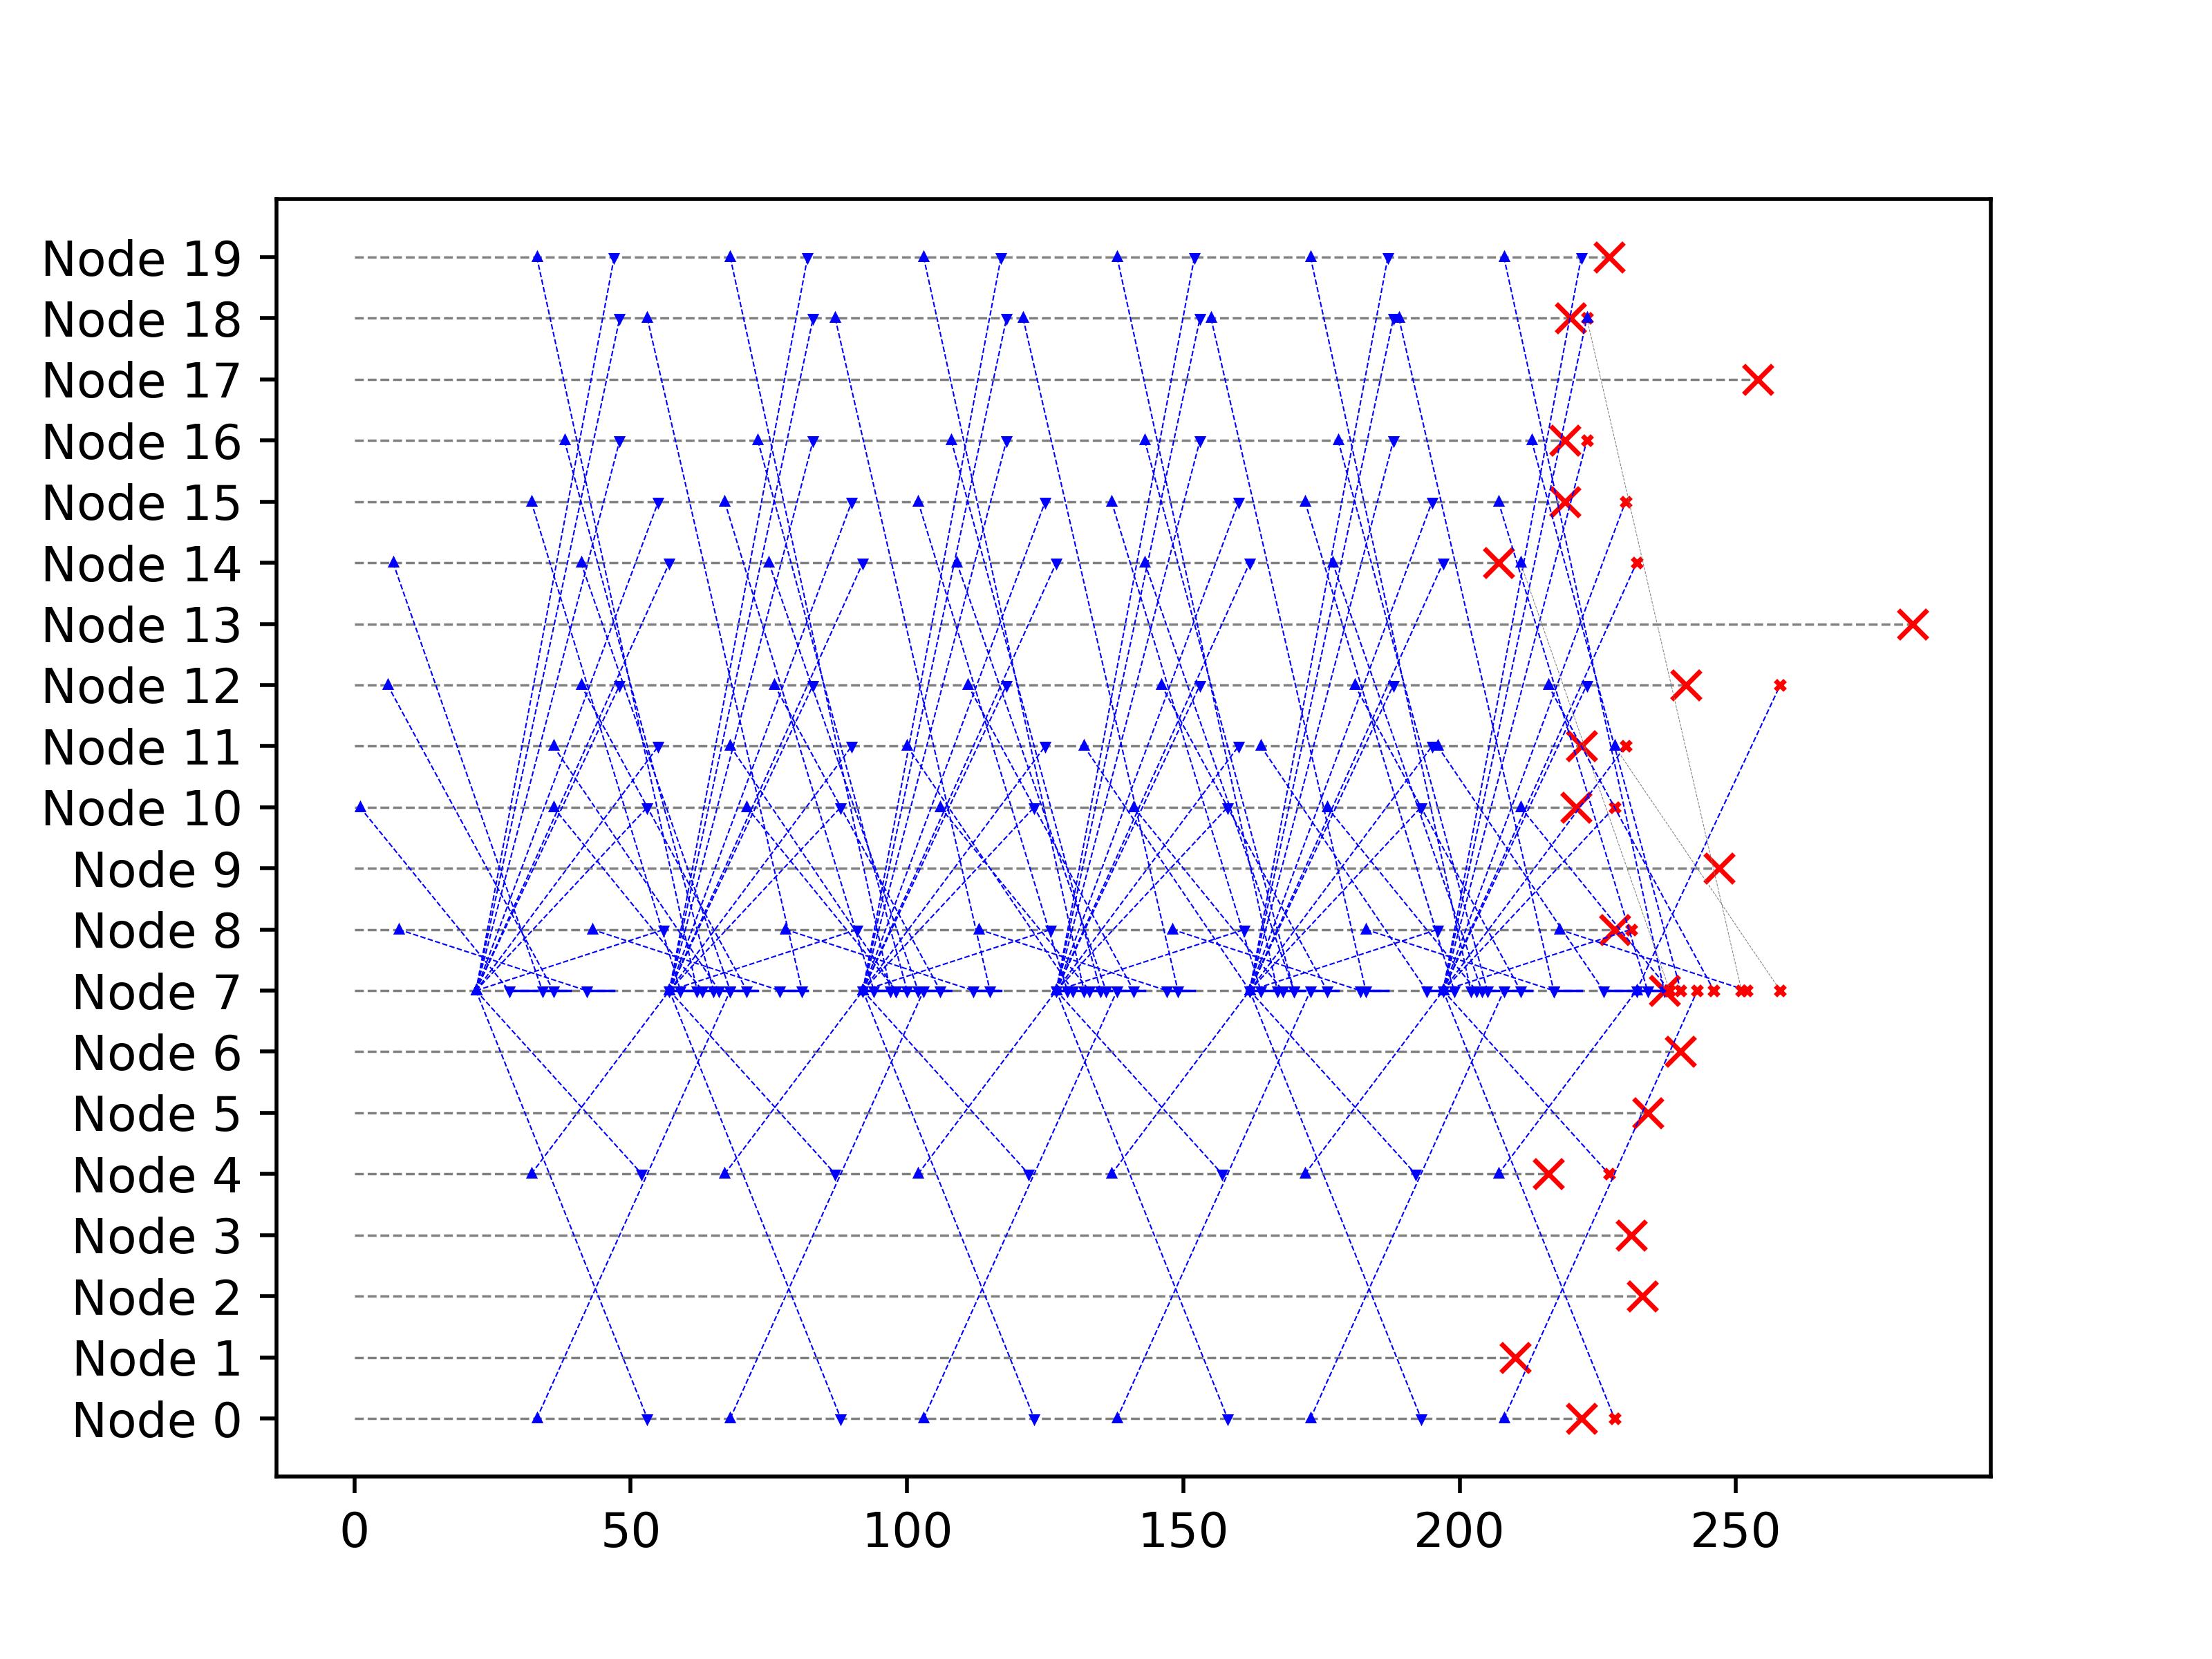 Node 19
Node 18
Node 17
Node 16
Node 15
Node 14
Node 13
Node 12
Node 11
Node 10
Node 9
Node 8
Node 7
Node 6
Node 5
Node 4
Node 3
Node 2
Node 1
Node 0
0 50 100 150 200 250